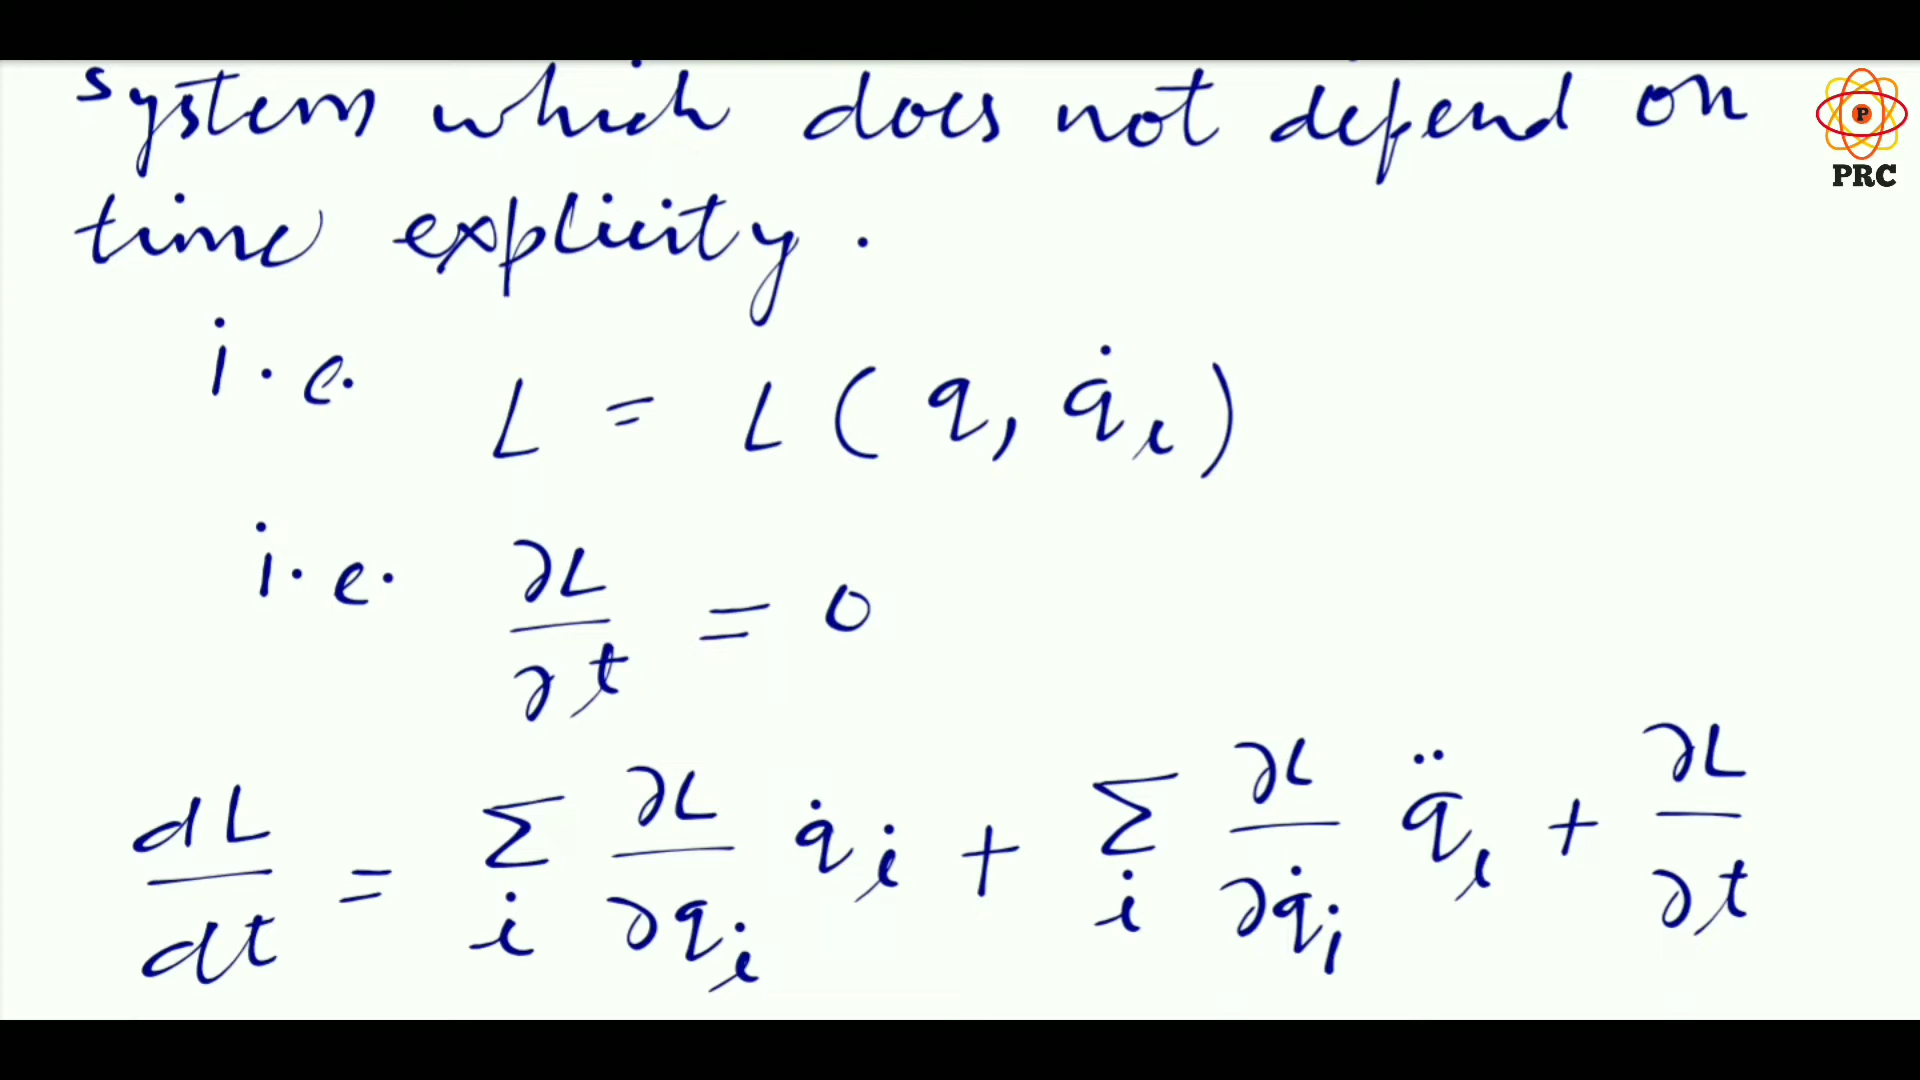 system which does not depend on
time explicity.
i.e. L = L(q, q̇ᵢ)
i.e. ∂L/∂t = 0
dL/dt = Σᵢ ∂L/∂qᵢ q̇ᵢ + Σᵢ ∂L/∂q̇ᵢ q̈ᵢ + ∂L/∂t
P
PRC